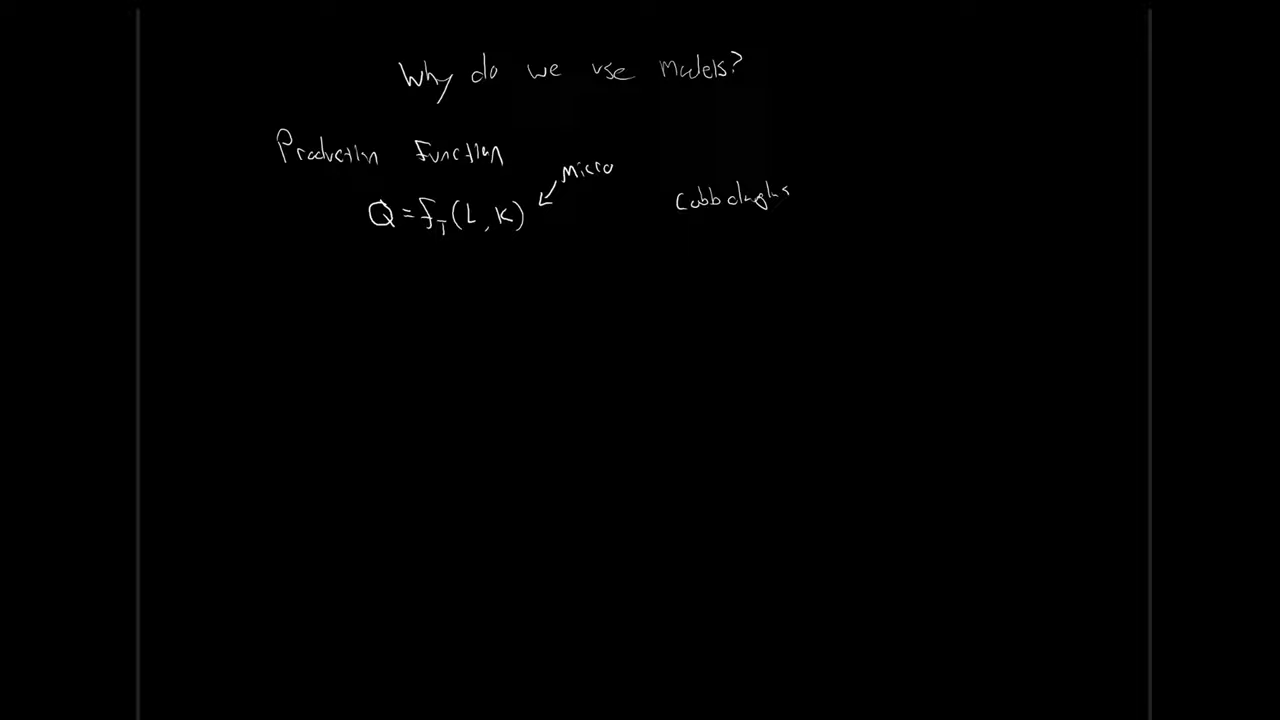 Why do we use models?
Production Function
Micro
Q = f_T(L, K)
Cobb douglas